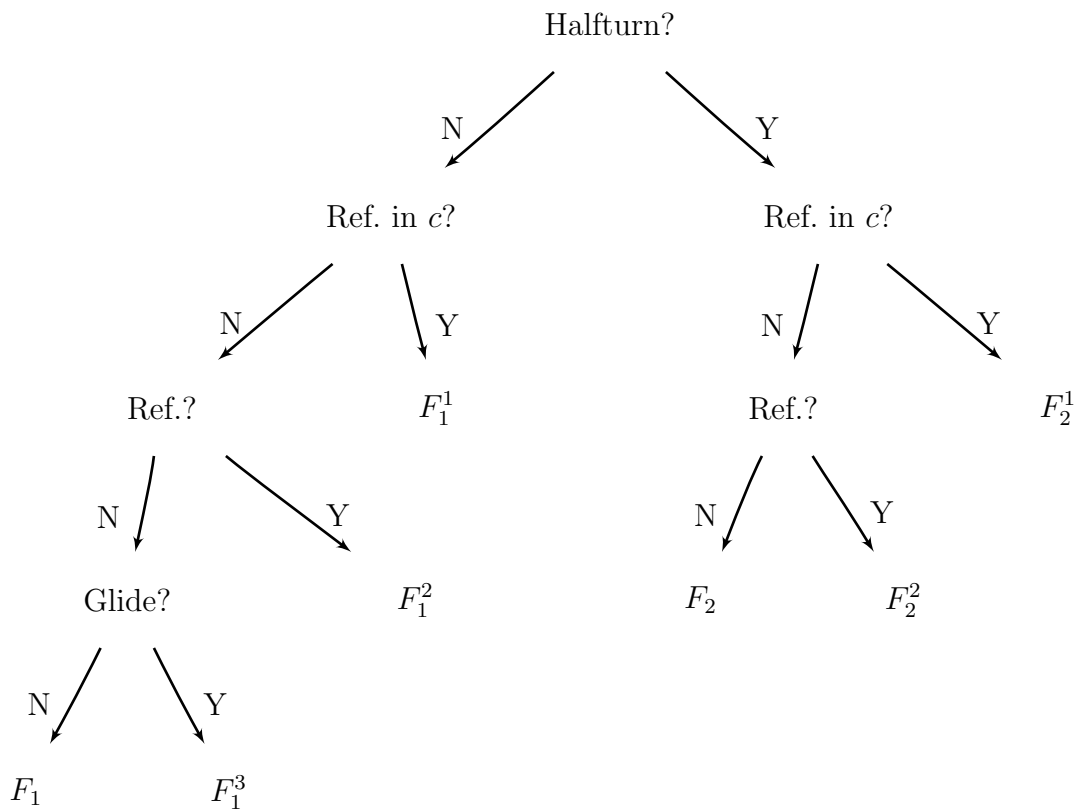 Halfturn?
N Y
Ref. in c? Ref. in c?
N Y N Y
Ref.? F_1^1 Ref.? F_2^1
N Y N Y
Glide? F_1^2 F_2 F_2^2
N Y
F_1 F_1^3